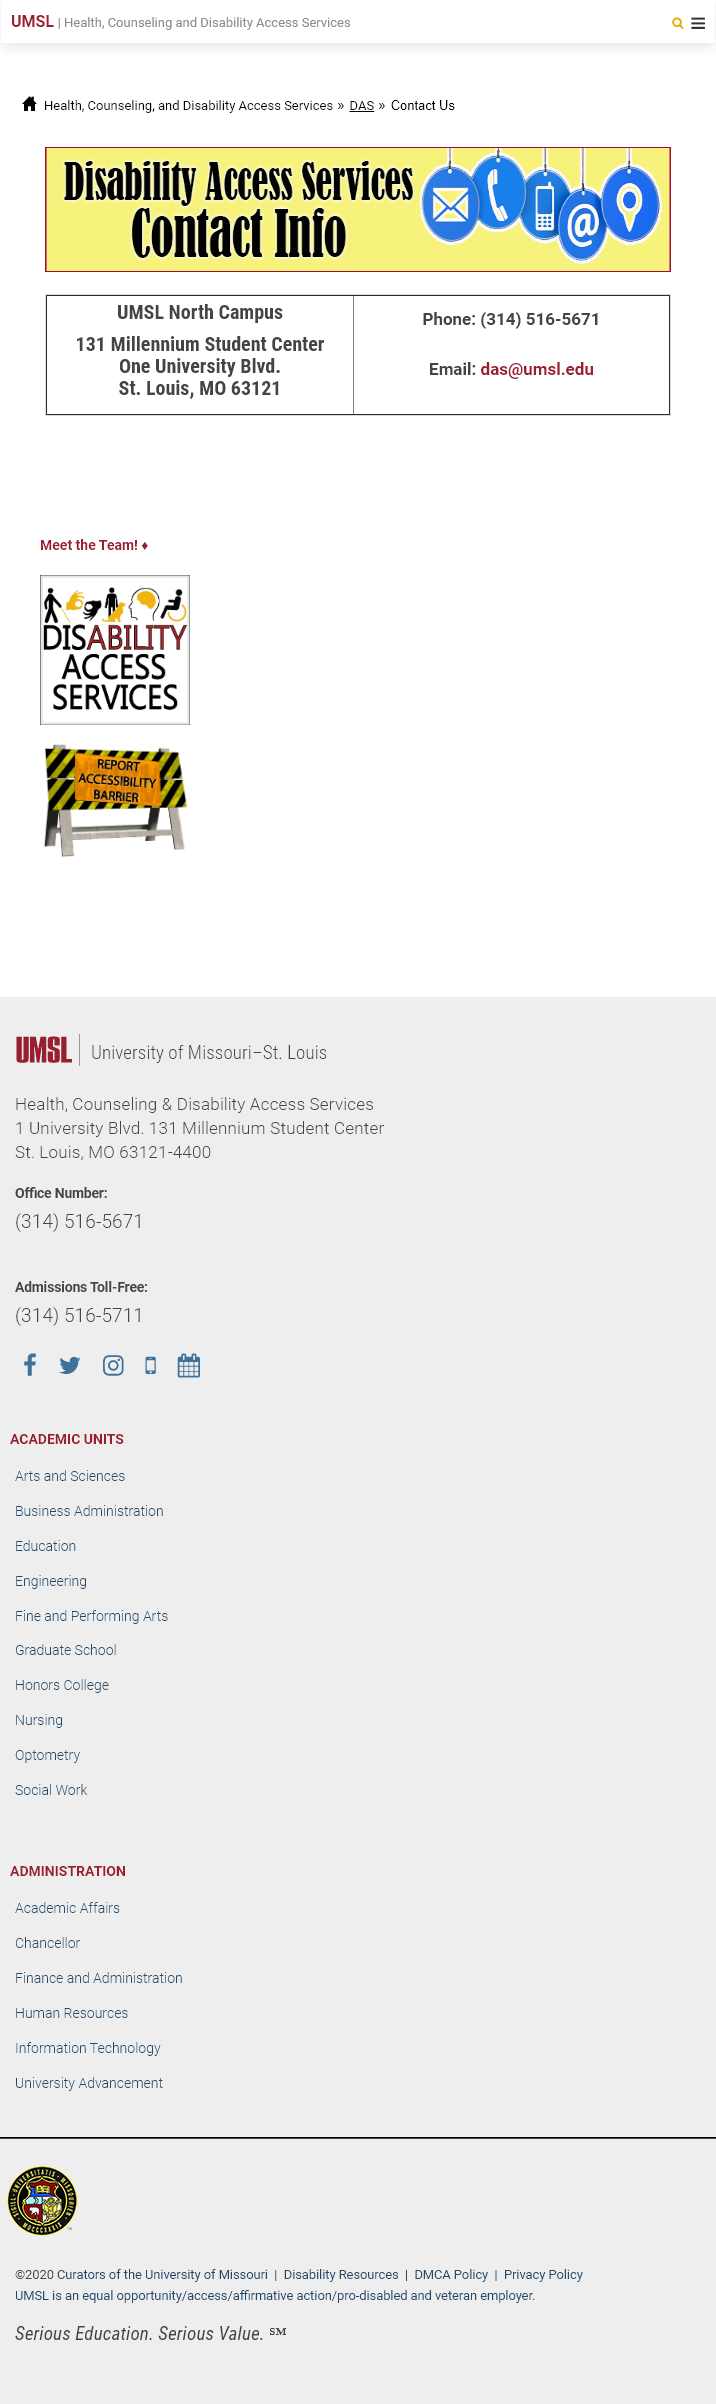 UMSL | Health, Counseling and Disability Access Services
Health, Counseling, and Disability Access Services » DAS » Contact Us
Disability Access Services
Contact Info
@
UMSL North Campus
131 Millennium Student Center
One University Blvd.
St. Louis, MO 63121
Phone: (314) 516-5671
Email: das@umsl.edu
Meet the Team! ♦
DISABILITY
ACCESS
SERVICES
REPORT
ACCESSIBILITY
BARRIER
UMSL | University of Missouri–St. Louis
Health, Counseling & Disability Access Services
1 University Blvd. 131 Millennium Student Center
St. Louis, MO 63121-4400
Office Number:
(314) 516-5671
Admissions Toll-Free:
(314) 516-5711
ACADEMIC UNITS
Arts and Sciences
Business Administration
Education
Engineering
Fine and Performing Arts
Graduate School
Honors College
Nursing
Optometry
Social Work
ADMINISTRATION
Academic Affairs
Chancellor
Finance and Administration
Human Resources
Information Technology
University Advancement
©2020 Curators of the University of Missouri | Disability Resources | DMCA Policy | Privacy Policy
UMSL is an equal opportunity/access/affirmative action/pro-disabled and veteran employer.
Serious Education. Serious Value. ℠